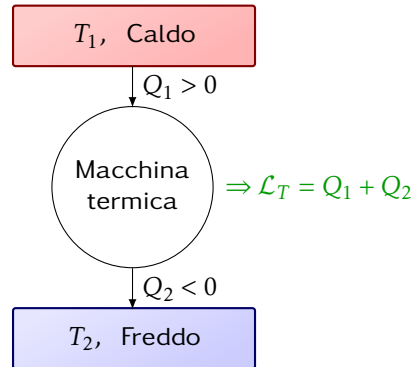 T₁, Caldo
Q₁ > 0
Macchina
termica
⇒ ℒ_T = Q₁ + Q₂
Q₂ < 0
T₂, Freddo